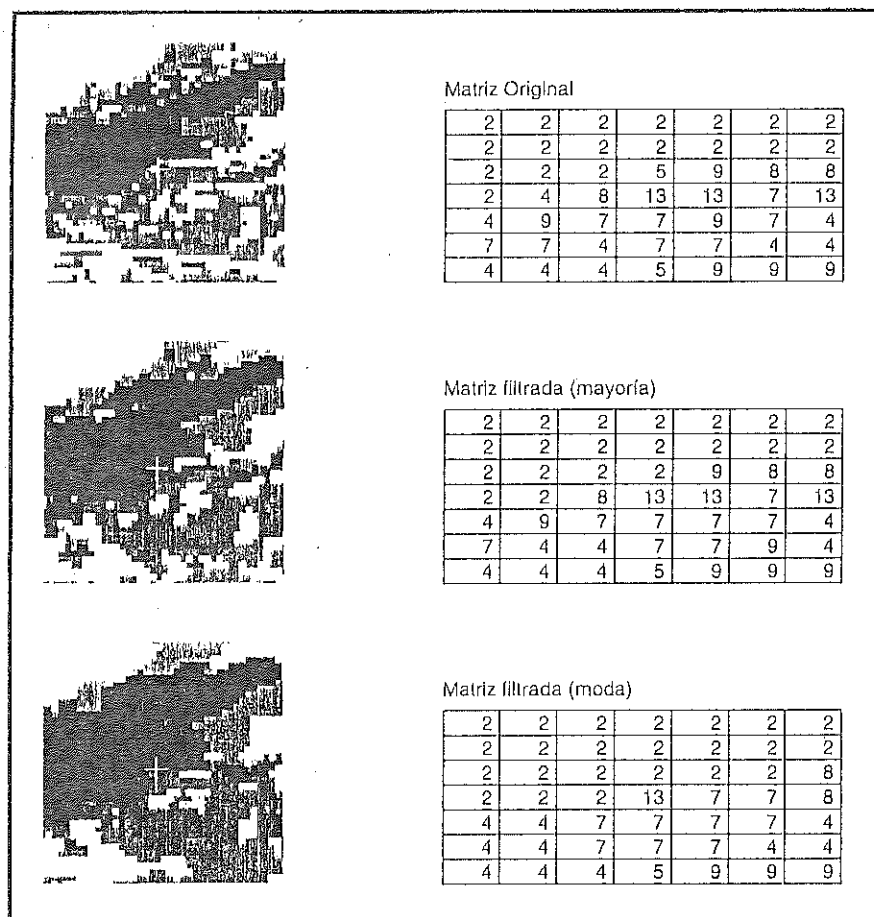 Matriz Original
2 2 2 2 2 2 2
2 2 2 2 2 2 2
2 2 2 5 9 8 8
2 4 8 13 13 7 13
4 9 7 7 9 7 4
7 7 4 7 7 4 4
4 4 4 5 9 9 9
Matriz filtrada (mayoría)
2 2 2 2 2 2 2
2 2 2 2 2 2 2
2 2 2 2 9 8 8
2 2 8 13 13 7 13
4 9 7 7 7 7 4
7 4 4 7 7 9 4
4 4 4 5 9 9 9
Matriz filtrada (moda)
2 2 2 2 2 2 2
2 2 2 2 2 2 2
2 2 2 2 2 2 8
2 2 2 13 7 7 8
4 4 7 7 7 7 4
4 4 7 7 7 4 4
4 4 4 5 9 9 9